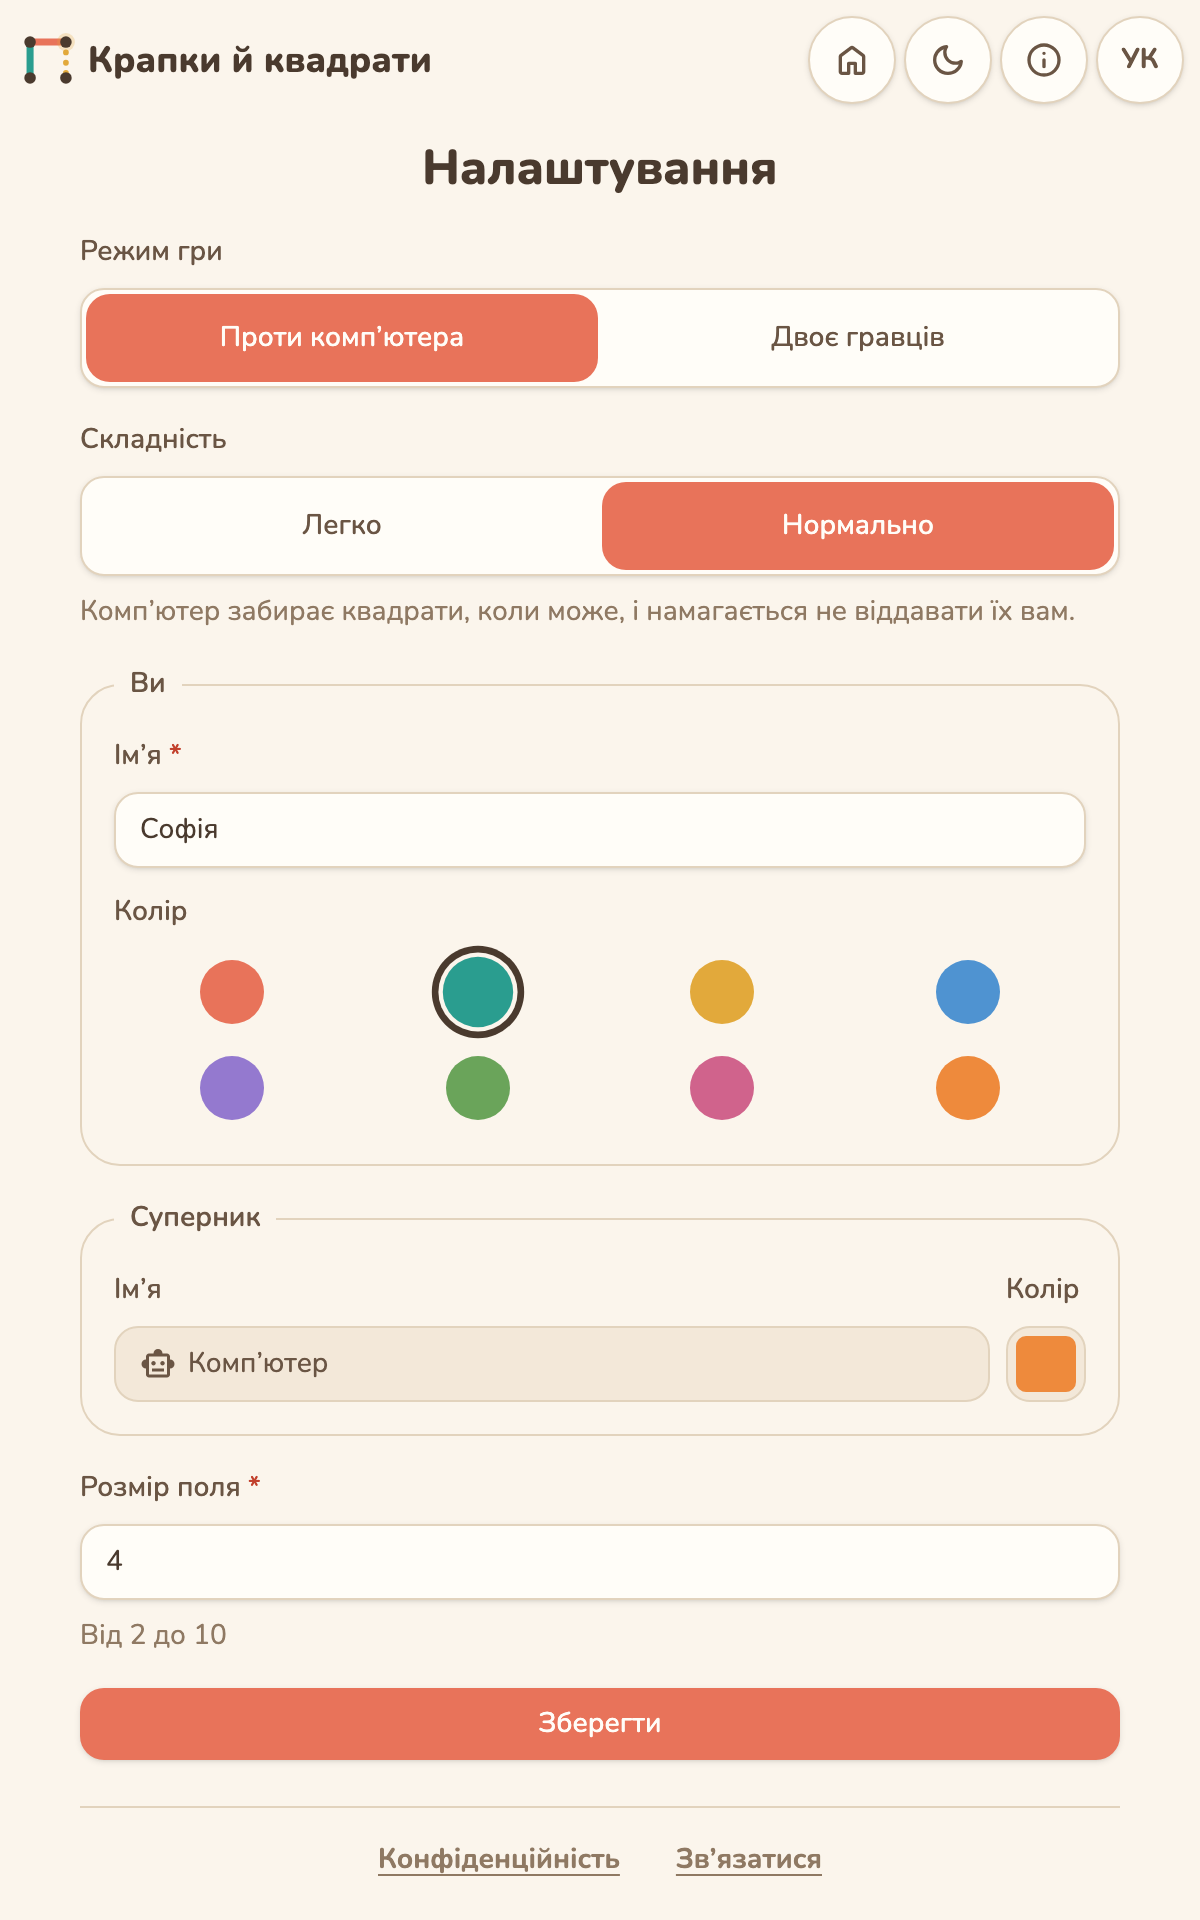 Крапки й квадрати
УК
Налаштування
Режим гри
Проти комп’ютера
Двоє гравців
Складність
Легко
Нормально
Комп’ютер забирає квадрати, коли може, і намагається не віддавати їх вам.
Ви
Ім’я *
Софія
Колір
Суперник
Ім’я
Колір
Комп’ютер
Розмір поля *
4
Від 2 до 10
Зберегти
Конфіденційність
Зв’язатися